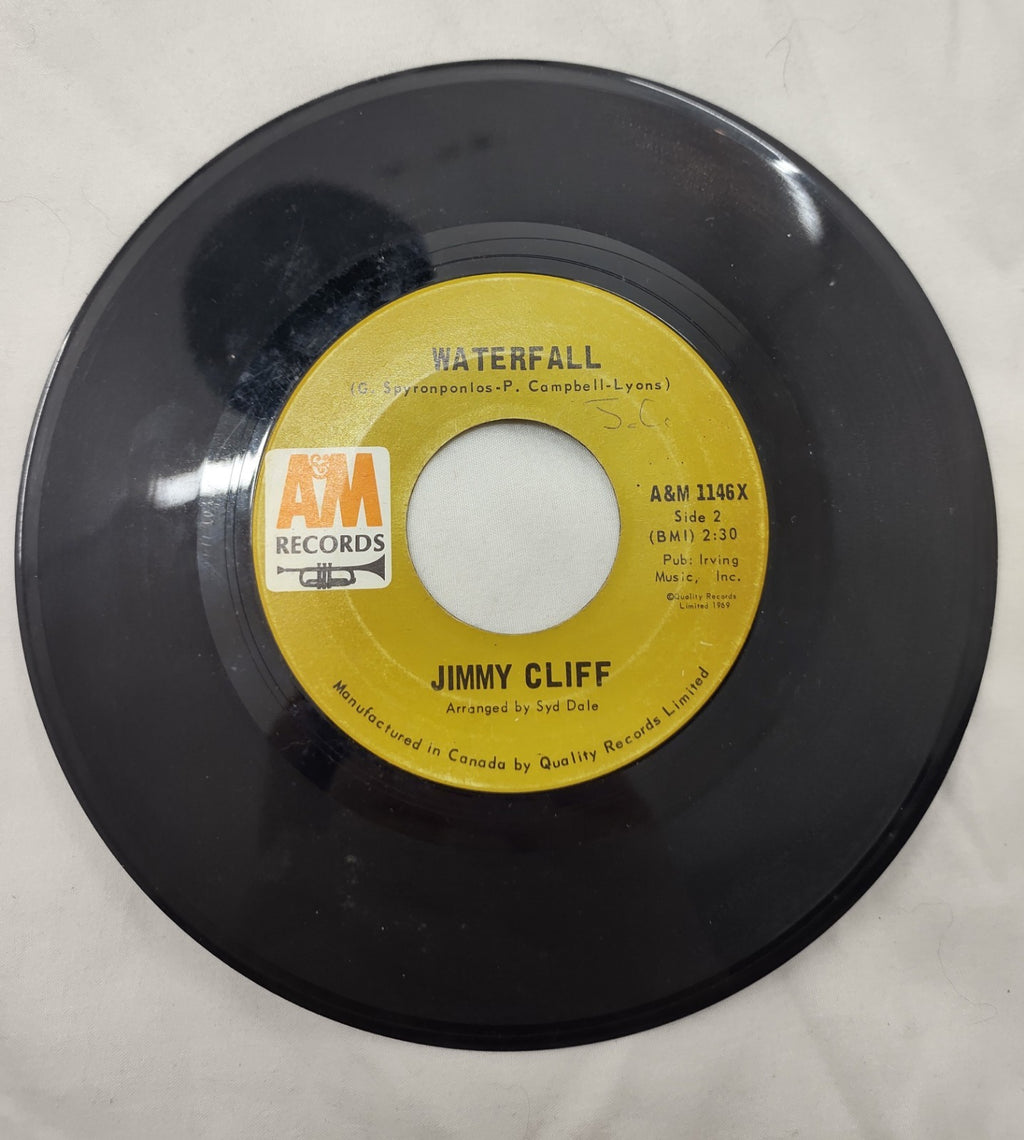 WATERFALL
(G. Spyronponlos-P. Campbell-Lyons)
J.C.
A&M
RECORDS
A&M 1146X
Side 2
(BMI) 2:30
Pub: Irving
Music, Inc.
©Quality Records
Limited 1969
JIMMY CLIFF
Arranged by Syd Dale
Manufactured in Canada by Quality Records Limited